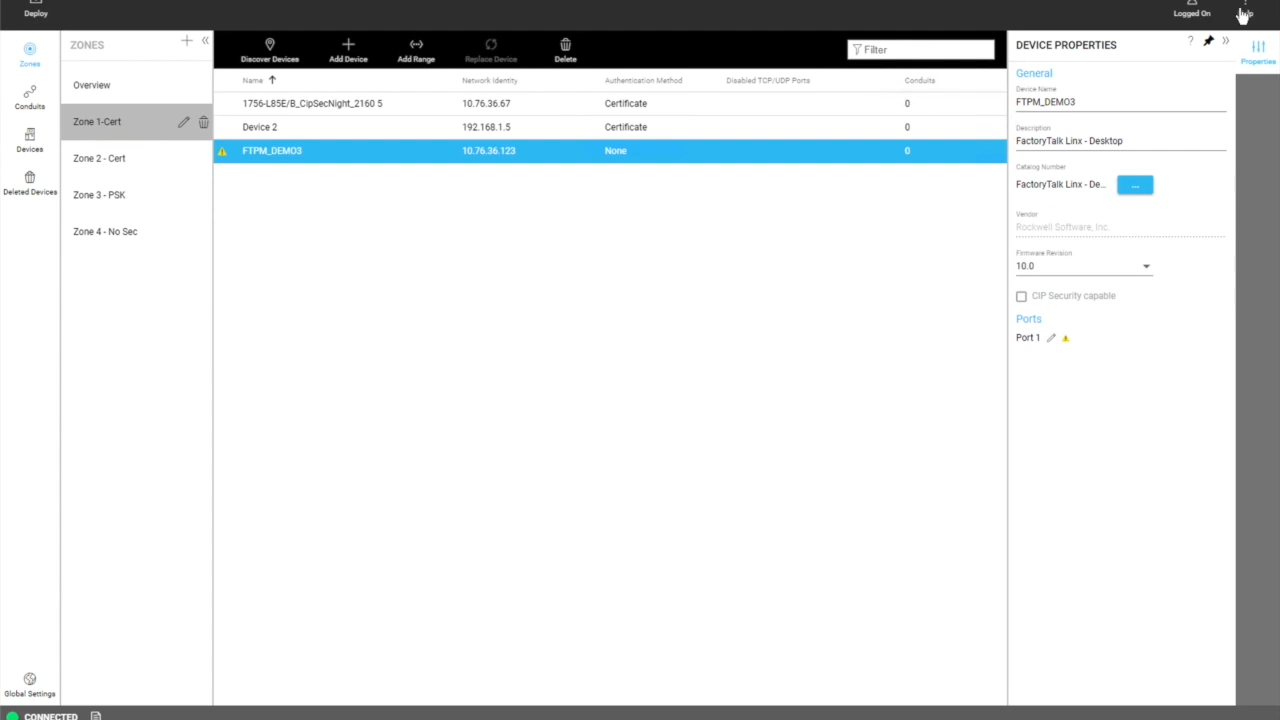 Deploy
Logged On
Zones
Conduits
Devices
Deleted Devices
Global Settings
ZONES
Overview
Zone 1-Cert
Zone 2 - Cert
Zone 3 - PSK
Zone 4 - No Sec
Discover Devices
Add Device
Add Range
Replace Device
Delete
Filter
Name Network Identity Authentication Method Disabled TCP/UDP Ports Conduits
1756-L85E/B_CipSecNight_2160 5 10.76.36.67 Certificate 0
Device 2 192.168.1.5 Certificate 0
FTPM_DEMO3 10.76.36.123 None 0
DEVICE PROPERTIES
?
General
Device Name
FTPM_DEMO3
Description
FactoryTalk Linx - Desktop
Catalog Number
FactoryTalk Linx - De... ...
Vendor
Rockwell Software, Inc.
Firmware Revision
10.0
CIP Security capable
Ports
Port 1
Properties
CONNECTED